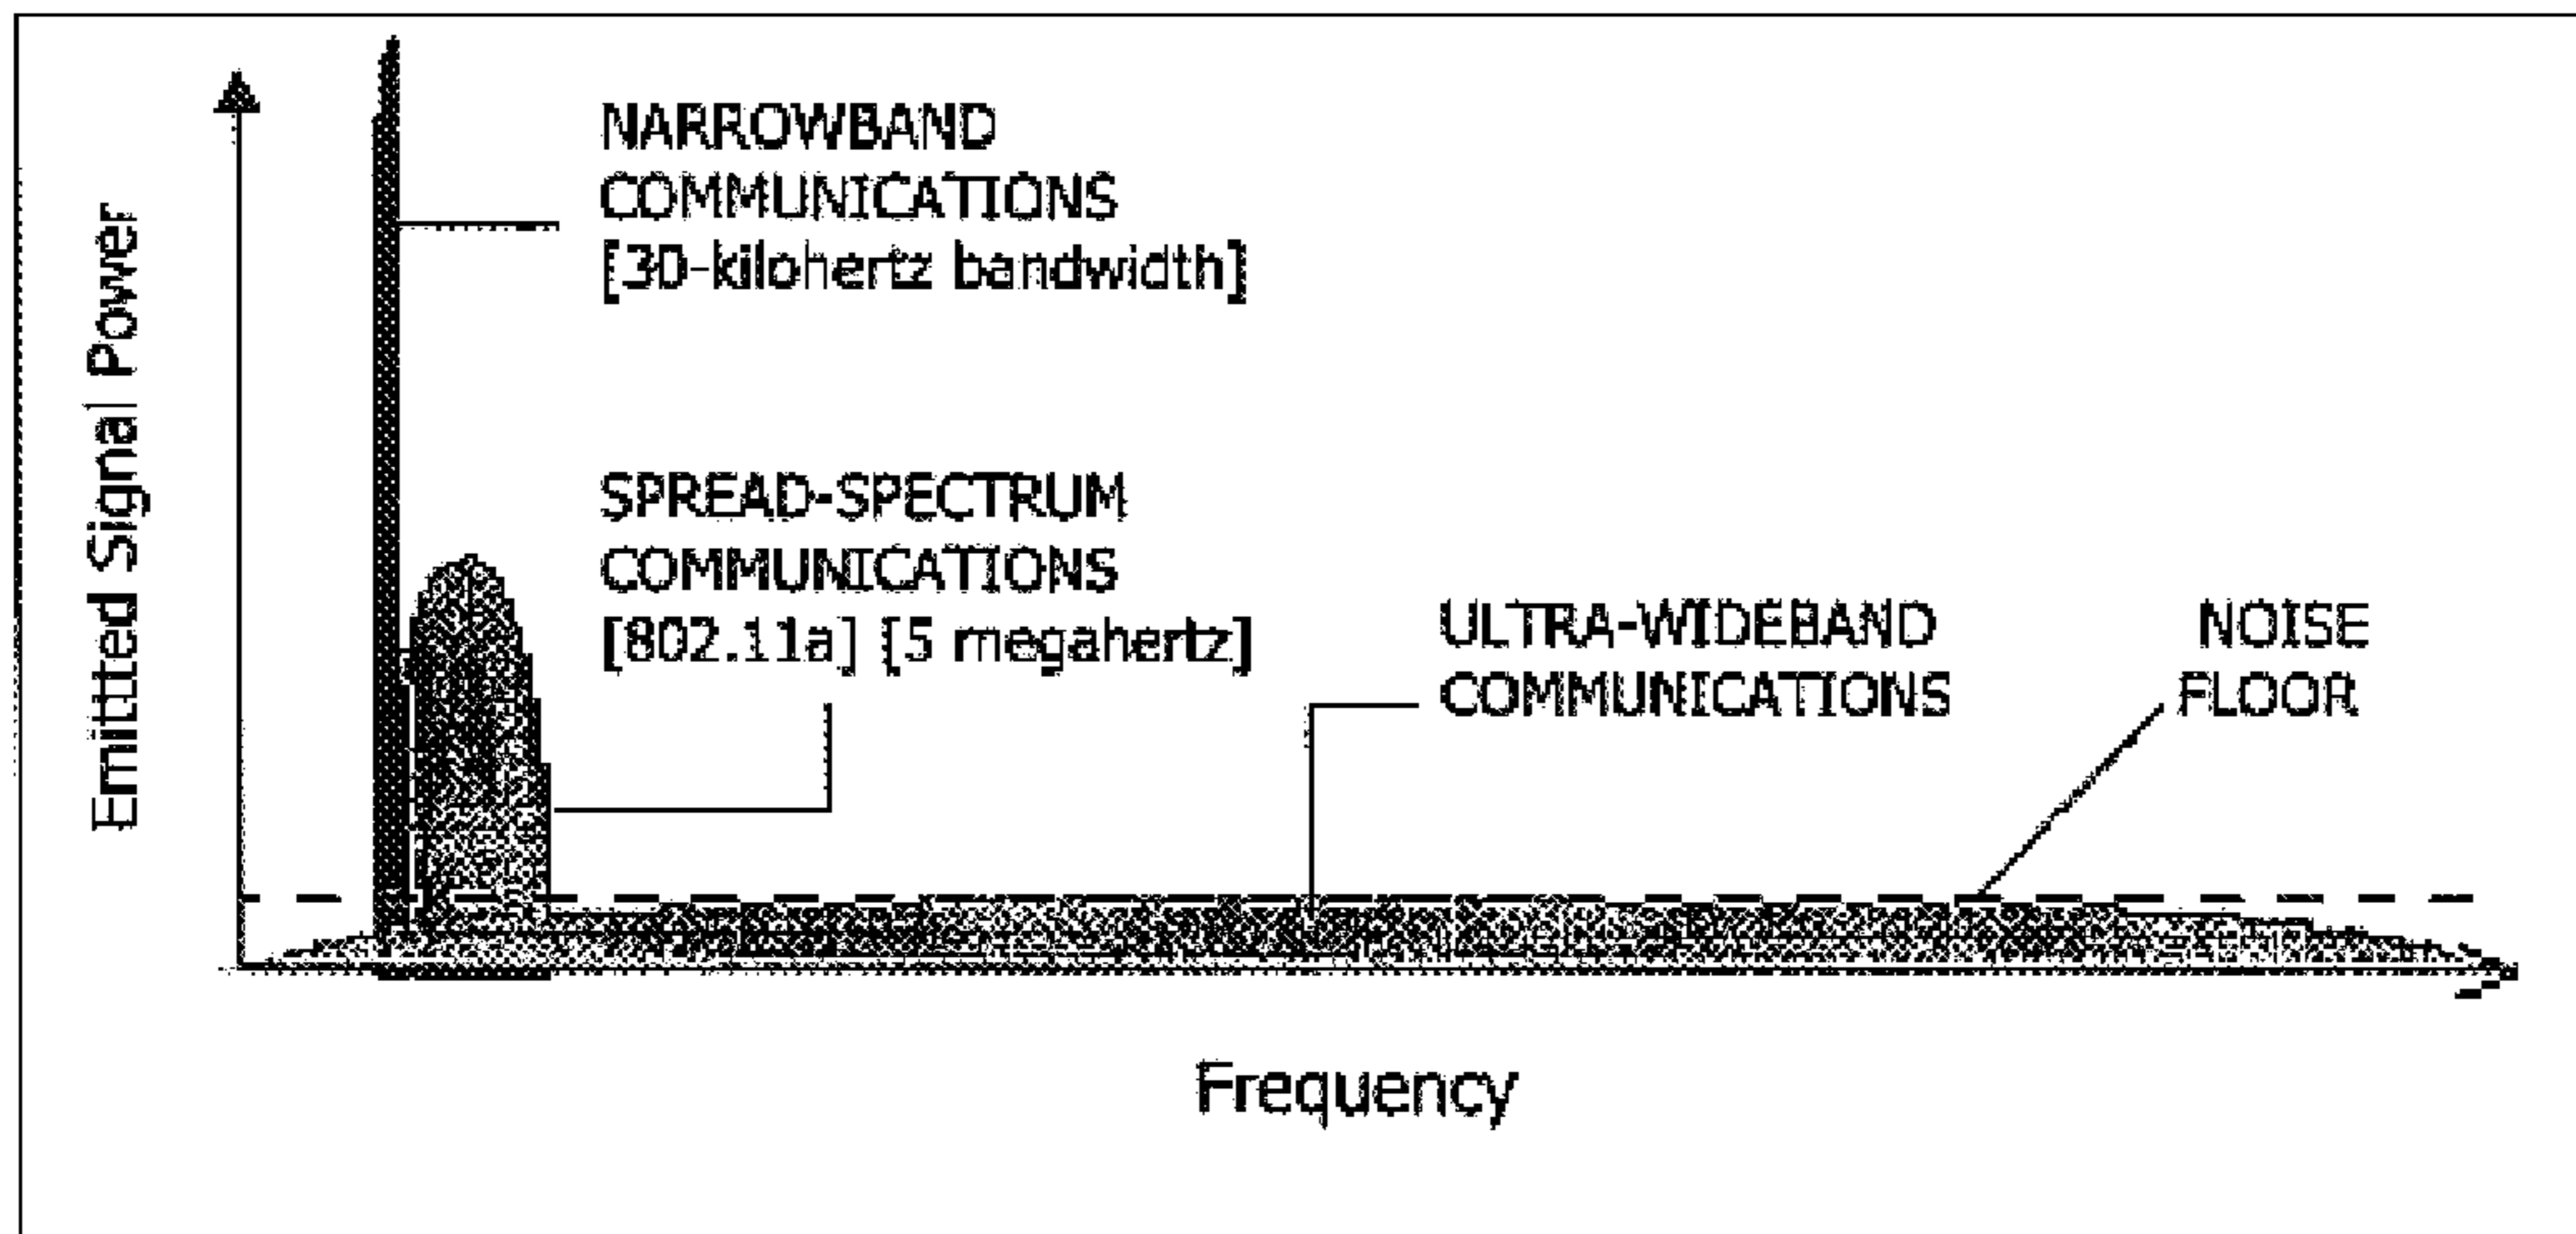 Emitted Signal Power
NARROWBAND
COMMUNICATIONS
[30-kilohertz bandwidth]
SPREAD-SPECTRUM
COMMUNICATIONS
[802.11a] [5 megahertz]
ULTRA-WIDEBAND
COMMUNICATIONS
NOISE
FLOOR
Frequency